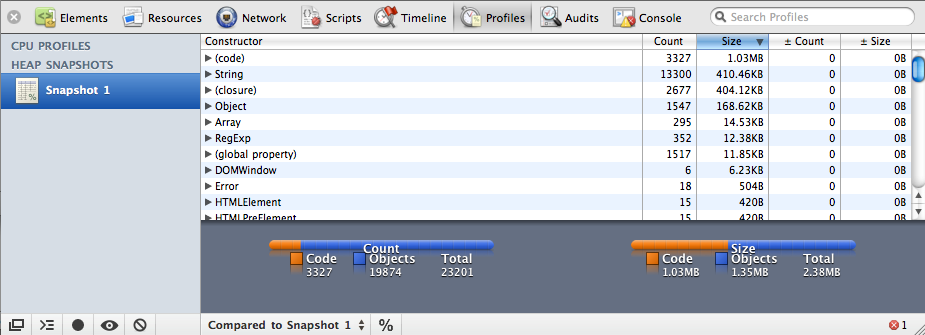 Elements Resources Network Scripts Timeline Profiles Audits Console Search Profiles
CPU PROFILES
HEAP SNAPSHOTS
Snapshot 1
Constructor Count Size ▼ ± Count ± Size
(code) 3327 1.03MB 0 0B
String 13300 410.46KB 0 0B
(closure) 2677 404.12KB 0 0B
Object 1547 168.62KB 0 0B
Array 295 14.53KB 0 0B
RegExp 352 12.38KB 0 0B
(global property) 1517 11.85KB 0 0B
DOMWindow 6 6.23KB 0 0B
Error 18 504B 0 0B
HTMLElement 15 420B 0 0B
HTMLPreElement 15 420B 0 0B
Count
Code Objects Total
3327 19874 23201
Size
Code Objects Total
1.03MB 1.35MB 2.38MB
Compared to Snapshot 1 % 1